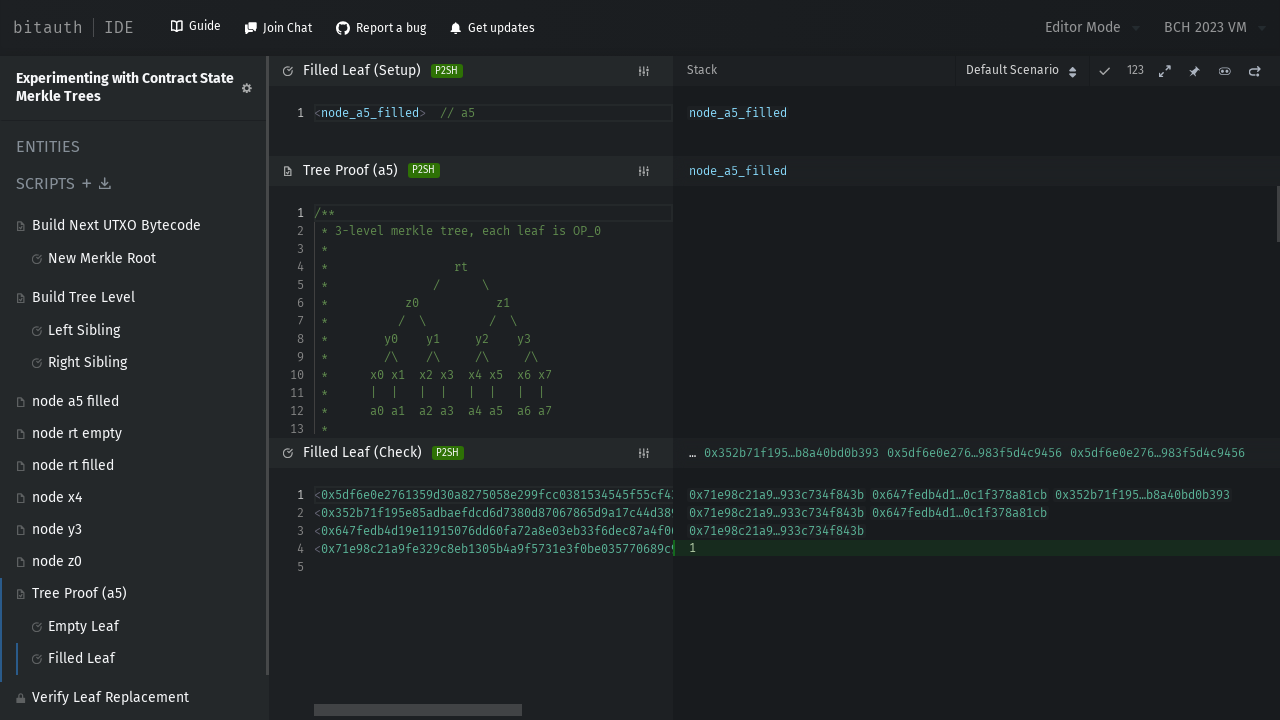 bitauth IDE Guide Join Chat Report a bug Get updates Editor Mode BCH 2023 VM
Experimenting with Contract State
Merkle Trees
ENTITIES
SCRIPTS
Build Next UTXO Bytecode
New Merkle Root
Build Tree Level
Left Sibling
Right Sibling
node a5 filled
node rt empty
node rt filled
node x4
node y3
node z0
Tree Proof (a5)
Empty Leaf
Filled Leaf
Verify Leaf Replacement
Filled Leaf (Setup) P2SH
1 <node_a5_filled> // a5
Stack Default Scenario 123
node_a5_filled
Tree Proof (a5) P2SH
node_a5_filled
1 /**
2 * 3-level merkle tree, each leaf is OP_0
3 *
4 * rt
5 * / \
6 * z0 z1
7 * / \ / \
8 * y0 y1 y2 y3
9 * /\ /\ /\ /\
10 * x0 x1 x2 x3 x4 x5 x6 x7
11 * | | | | | | | |
12 * a0 a1 a2 a3 a4 a5 a6 a7
13 *
Filled Leaf (Check) P2SH
… 0x352b71f195…b8a40bd0b393 0x5df6e0e276…983f5d4c9456 0x5df6e0e276…983f5d4c9456
1 <0x5df6e0e2761359d30a8275058e299fcc0381534545f55cf4
2 <0x352b71f195e85adbaefdcd6d7380d87067865d9a17c44d38
3 <0x647fedb4d19e11915076dd60fa72a8e03eb33f6dec87a4f0
4 <0x71e98c21a9fe329c8eb1305b4a9f5731e3f0be035770689c
5
0x71e98c21a9…933c734f843b 0x647fedb4d1…0c1f378a81cb 0x352b71f195…b8a40bd0b393
0x71e98c21a9…933c734f843b 0x647fedb4d1…0c1f378a81cb
0x71e98c21a9…933c734f843b
1